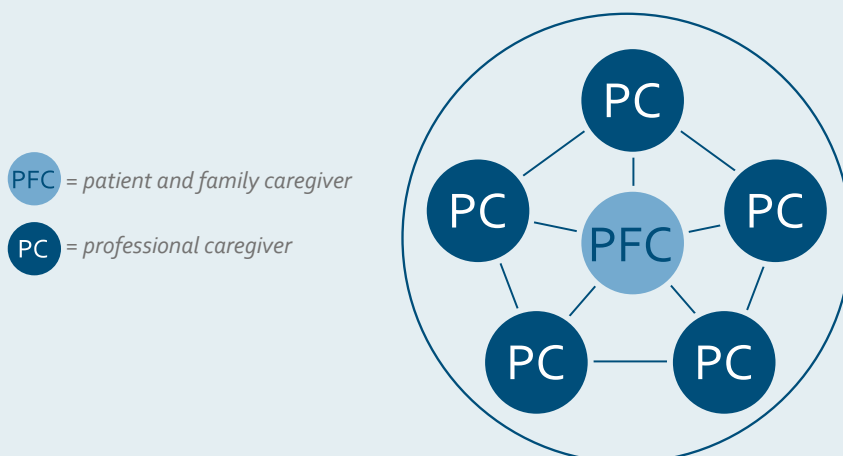 PFC = patient and family caregiver
PC = professional caregiver
PC
PC
PC
PFC
PC
PC